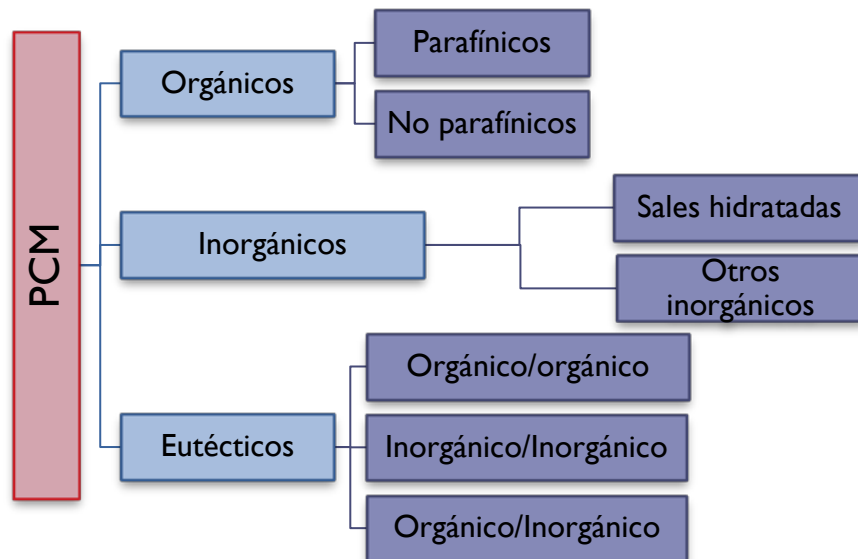 PCM
Orgánicos
Parafínicos
No parafínicos
Inorgánicos
Sales hidratadas
Otros
inorgánicos
Eutécticos
Orgánico/orgánico
Inorgánico/Inorgánico
Orgánico/Inorgánico